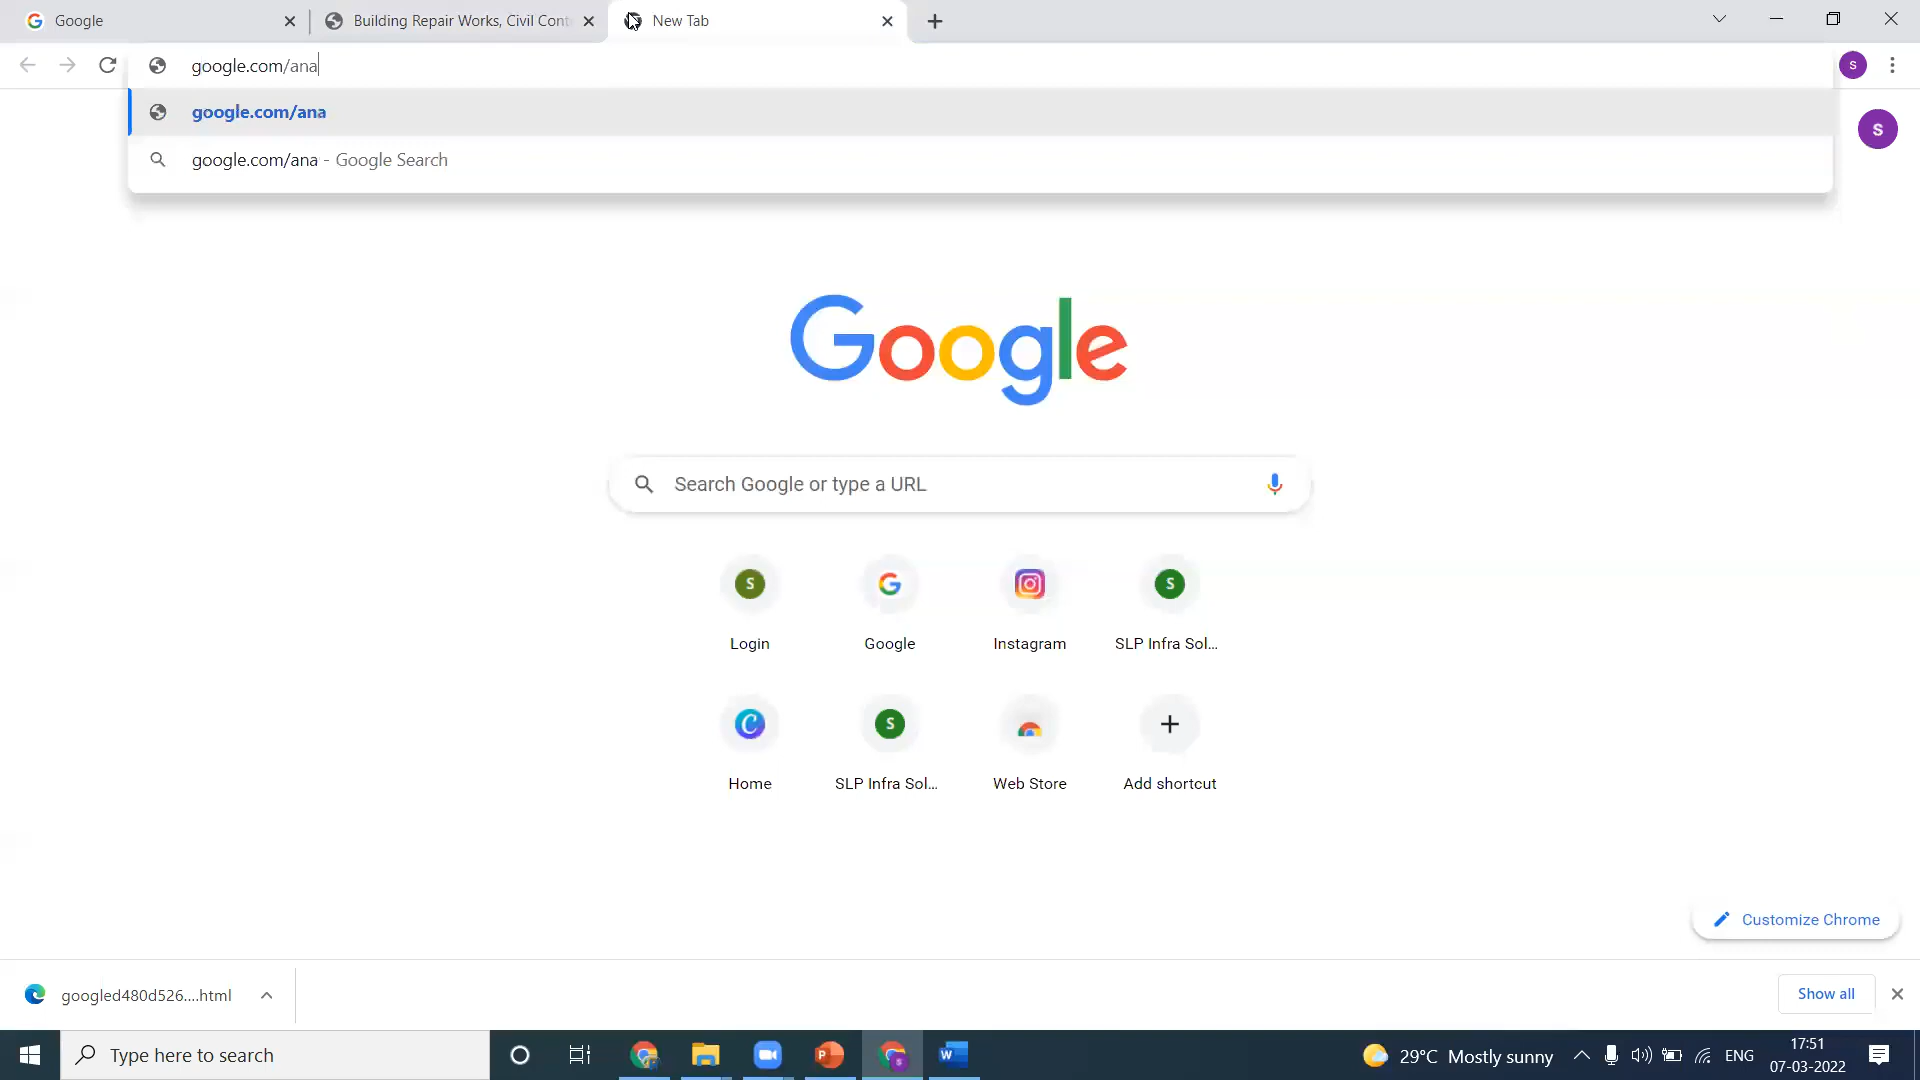 Google
Building Repair Works, Civil Cont
New Tab
google.com/ana
S
google.com/ana
google.com/ana - Google Search
S
Google
Search Google or type a URL
S
S
Login
Google
Instagram
SLP Infra Sol...
S
Home
SLP Infra Sol...
Web Store
Add shortcut
Customize Chrome
googled480d526....html
Show all
Type here to search
29°C Mostly sunny
ENG
17:51
07-03-2022